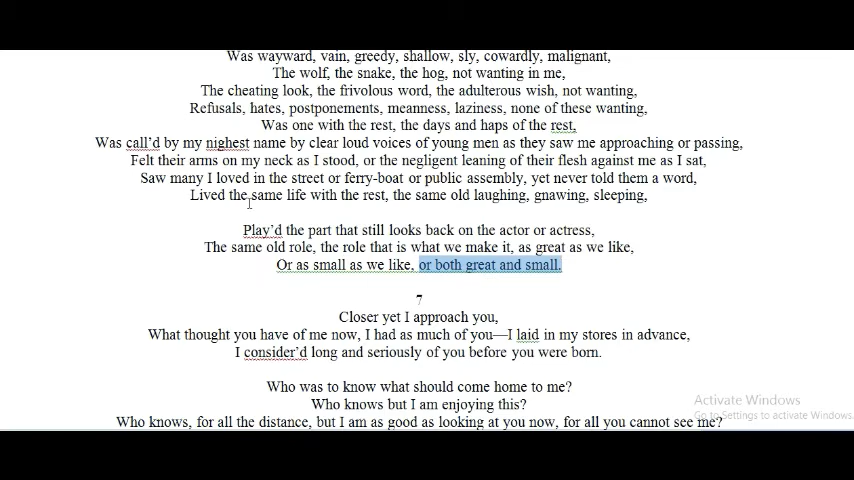 Was wayward, vain, greedy, shallow, sly, cowardly, malignant,
The wolf, the snake, the hog, not wanting in me,
The cheating look, the frivolous word, the adulterous wish, not wanting,
Refusals, hates, postponements, meanness, laziness, none of these wanting,
Was one with the rest, the days and haps of the rest,
Was call’d by my nighest name by clear loud voices of young men as they saw me approaching or passing,
Felt their arms on my neck as I stood, or the negligent leaning of their flesh against me as I sat,
Saw many I loved in the street or ferry-boat or public assembly, yet never told them a word,
Lived the same life with the rest, the same old laughing, gnawing, sleeping,
Play’d the part that still looks back on the actor or actress,
The same old role, the role that is what we make it, as great as we like,
Or as small as we like, or both great and small.
7
Closer yet I approach you,
What thought you have of me now, I had as much of you—I laid in my stores in advance,
I consider’d long and seriously of you before you were born.
Who was to know what should come home to me?
Who knows but I am enjoying this?
Who knows, for all the distance, but I am as good as looking at you now, for all you cannot see me?
Activate Windows
Go to Settings to activate Windows.